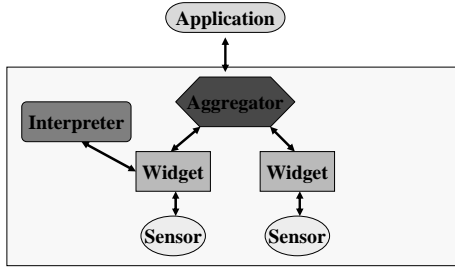 Application
Aggregator
Interpreter
Widget
Widget
Sensor
Sensor